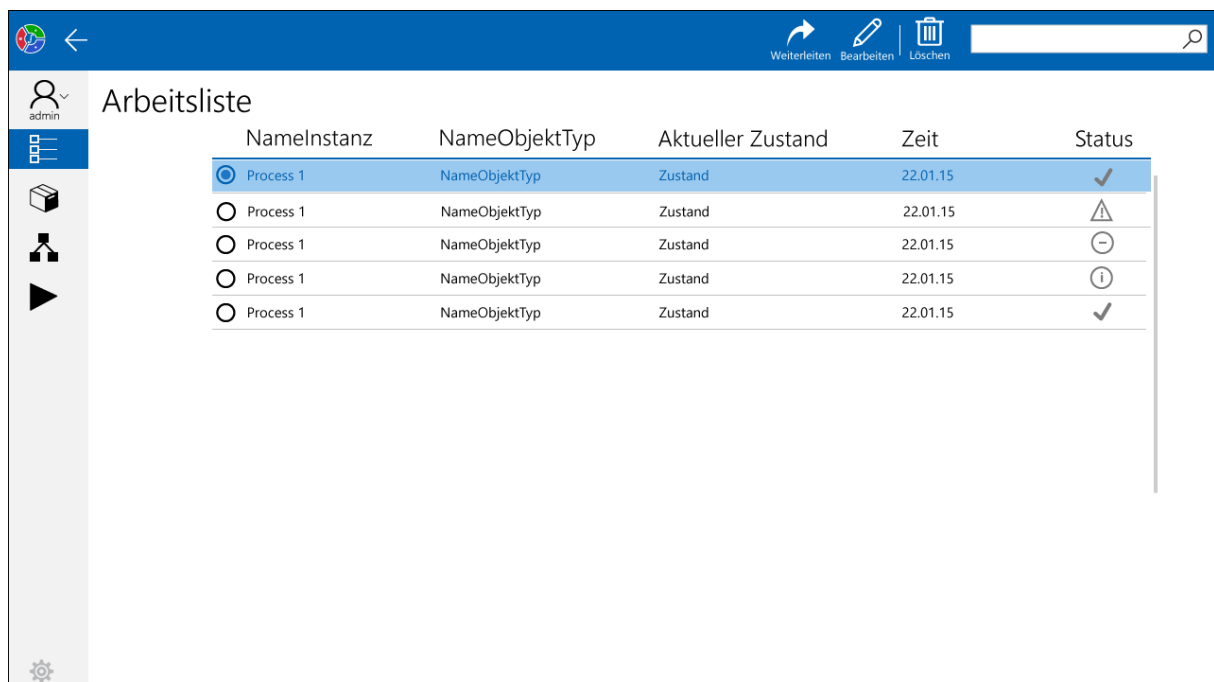 Weiterleiten Bearbeiten Löschen
admin
Arbeitsliste
NameInstanz NameObjektTyp Aktueller Zustand Zeit Status
Process 1 NameObjektTyp Zustand 22.01.15
Process 1 NameObjektTyp Zustand 22.01.15
Process 1 NameObjektTyp Zustand 22.01.15
Process 1 NameObjektTyp Zustand 22.01.15
Process 1 NameObjektTyp Zustand 22.01.15